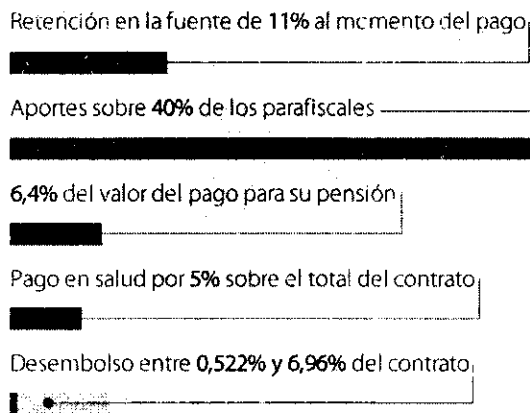 Retención en la fuente de 11% al momento del pago
Aportes sobre 40% de los parafiscales
6,4% del valor del pago para su pensión
Pago en salud por 5% sobre el total del contrato
Desembolso entre 0,522% y 6,96% del contrato